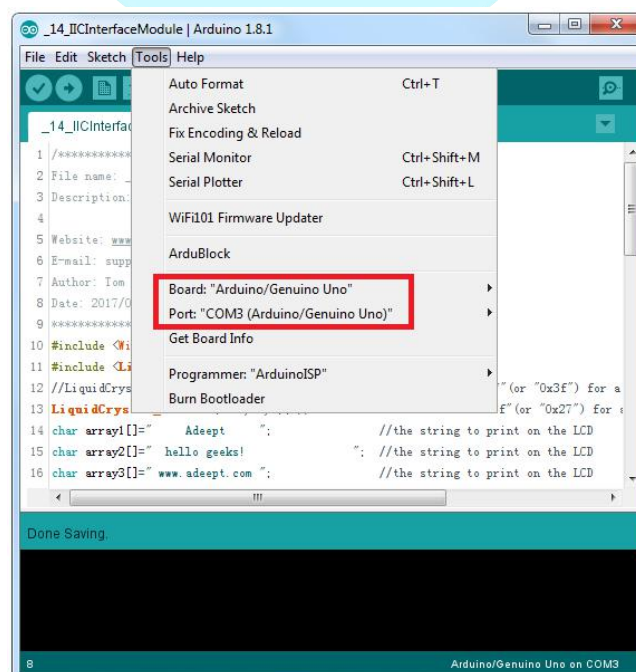 _14_IICInterfaceModule | Arduino 1.8.1
File Edit Sketch Tools Help
Auto Format Ctrl+T
Archive Sketch
Fix Encoding & Reload
Serial Monitor Ctrl+Shift+M
Serial Plotter Ctrl+Shift+L
WiFi101 Firmware Updater
ArduBlock
Board: "Arduino/Genuino Uno"
Port: "COM3 (Arduino/Genuino Uno)"
Get Board Info
Programmer: "ArduinoISP"
Burn Bootloader
_14_IICInterfac
1 /***********
2 File name: _
3 Description:
4
5 Website: www
6 E-mail: supp
7 Author: Tom
8 Date: 2017/0
9 ************
10 #include <Wi
11 #include <Li
12 //LiquidCrys "(or "0x3f") for a
13 LiquidCrys f"(or "0x27") for
14 char array1[]=" Adeept "; //the string to print on the LCD
15 char array2[]=" hello geeks! "; //the string to print on the LCD
16 char array3[]=" www.adeept.com "; //the string to print on the LCD
Done Saving.
8 Arduino/Genuino Uno on COM3